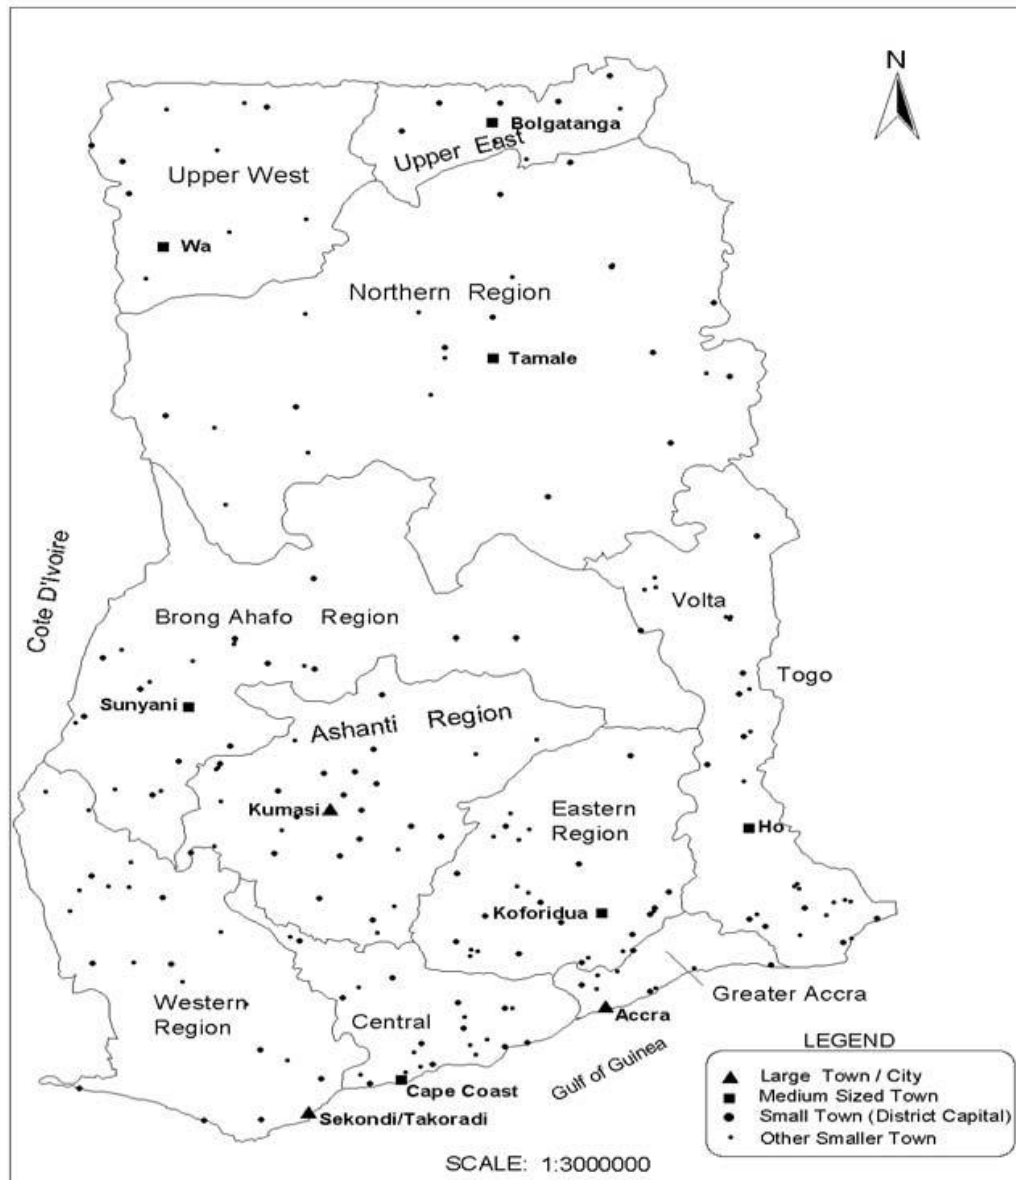 N
Bolgatanga
Upper East
Upper West
Wa
Northern Region
Tamale
Cote D'Ivoire
Volta
Brong Ahafo Region
Togo
Sunyani
Ashanti Region
Kumasi
Eastern
Region
Ho
Koforidua
Western
Region
Central
Greater Accra
Accra
Gulf of Guinea
Cape Coast
Sekondi/Takoradi
LEGEND
Large Town / City
Medium Sized Town
Small Town (District Capital)
Other Smaller Town
SCALE: 1:3000000